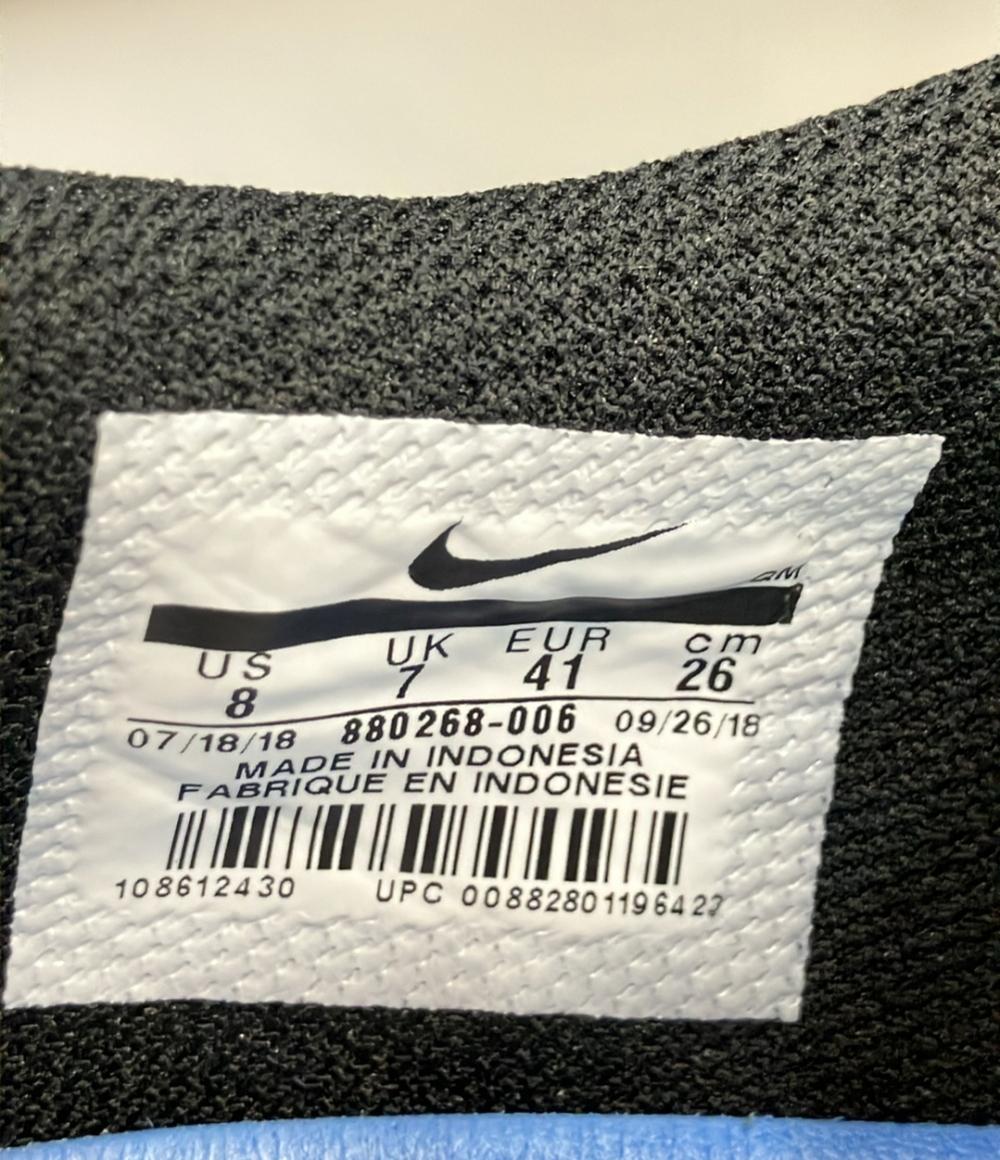 QM
US UK EUR cm
8 7 41 26
07/18/18 880268-006 09/26/18
MADE IN INDONESIA
FABRIQUE EN INDONESIE
108612430 UPC